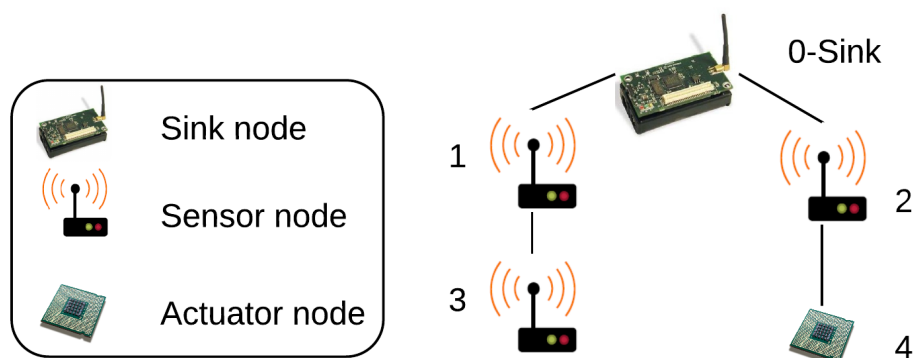 Sink node
Sensor node
Actuator node
0-Sink
1
2
3
4